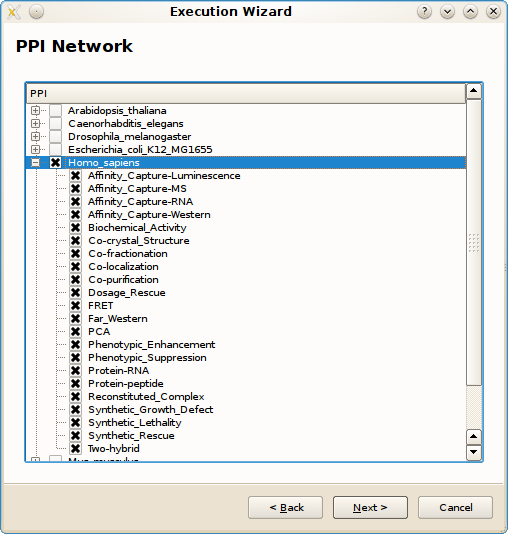 Execution Wizard
PPI Network
PPI
Arabidopsis_thaliana
Caenorhabditis_elegans
Drosophila_melanogaster
Escherichia_coli_K12_MG1655
Homo_sapiens
Affinity_Capture-Luminescence
Affinity_Capture-MS
Affinity_Capture-RNA
Affinity_Capture-Western
Biochemical_Activity
Co-crystal_Structure
Co-fractionation
Co-localization
Co-purification
Dosage_Rescue
FRET
Far_Western
PCA
Phenotypic_Enhancement
Phenotypic_Suppression
Protein-RNA
Protein-peptide
Reconstituted_Complex
Synthetic_Growth_Defect
Synthetic_Lethality
Synthetic_Rescue
Two-hybrid
Mus_musculus
< Back
Next >
Cancel